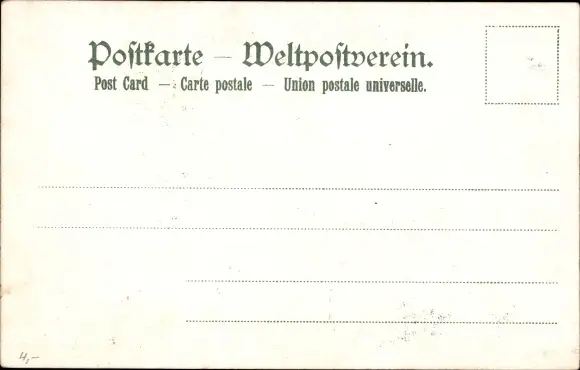 Poſtkarte — Weltpoſtverein.
Post Card — Carte postale — Union postale universelle.
4,–